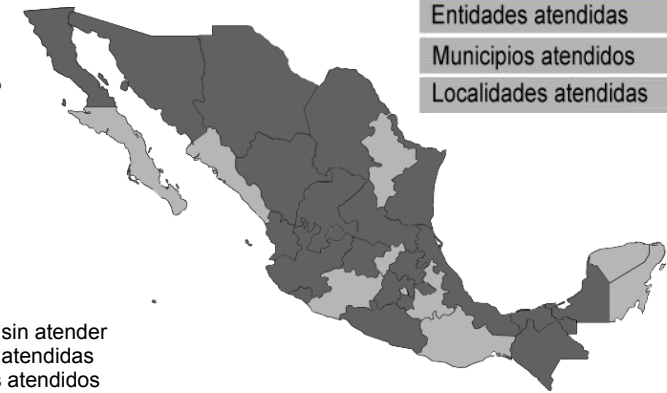 Entidades atendidas
Municipios atendidos
Localidades atendidas
sin atender
atendidas
s atendidos